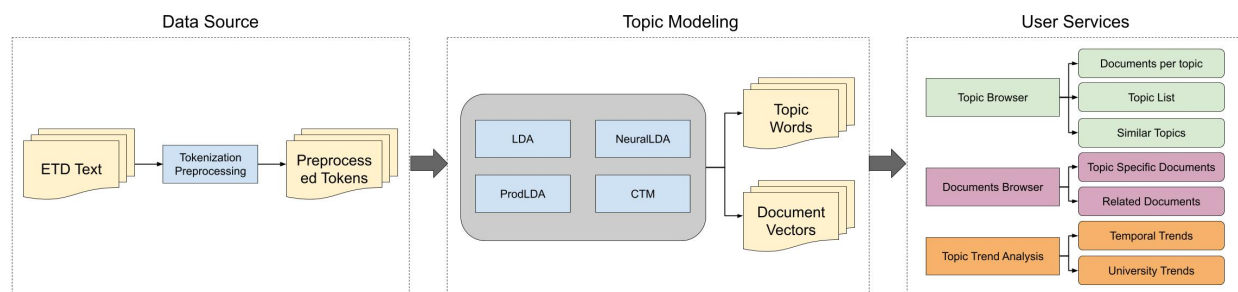 Data Source
Topic Modeling
User Services
ETD Text
Tokenization
Preprocessing
Preprocess
ed Tokens
LDA
NeuralLDA
ProdLDA
CTM
Topic
Words
Document
Vectors
Topic Browser
Documents per topic
Topic List
Similar Topics
Documents Browser
Topic Specific Documents
Related Documents
Topic Trend Analysis
Temporal Trends
University Trends